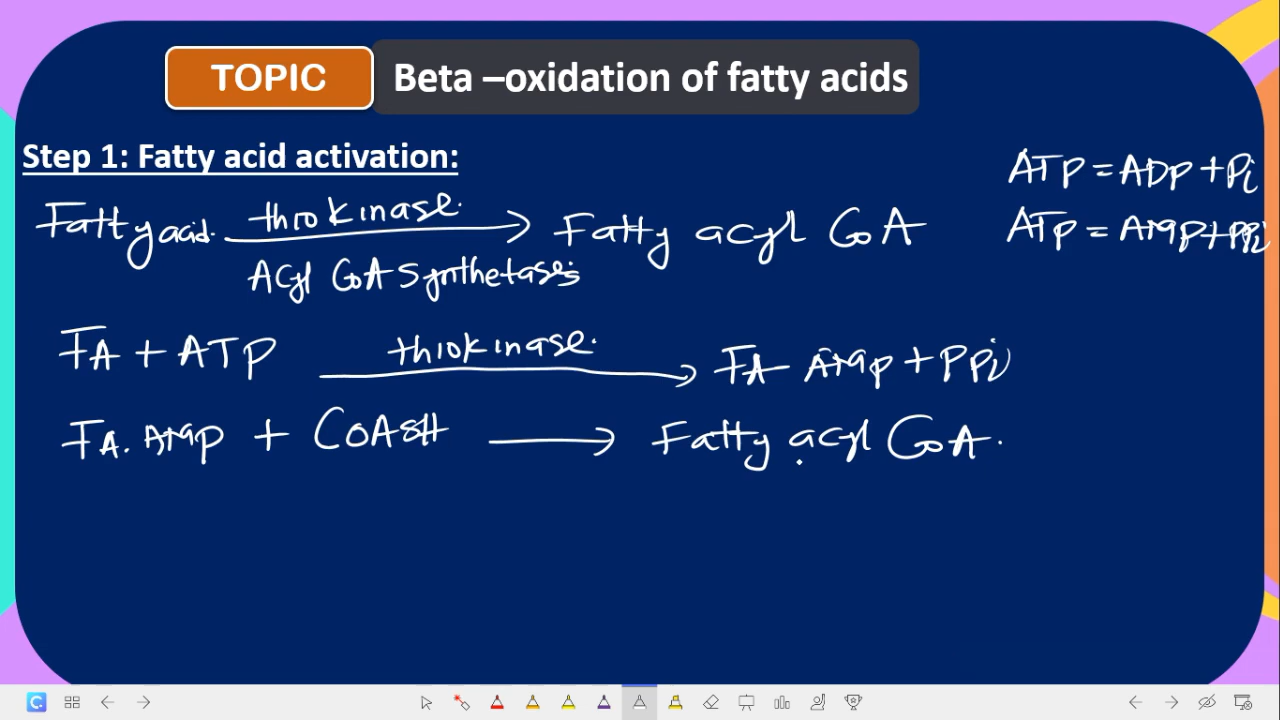 TOPIC Beta –oxidation of fatty acids
Step 1: Fatty acid activation:
ATP = ADP + Pi
ATP = AMP + PPi
Fatty acid. thiokinase. → Fatty acyl CoA
Acyl CoA Synthetases
FA + ATP thiokinase. → FA - AMP + PPi
FA. AMP + COASH → Fatty acyl CoA.